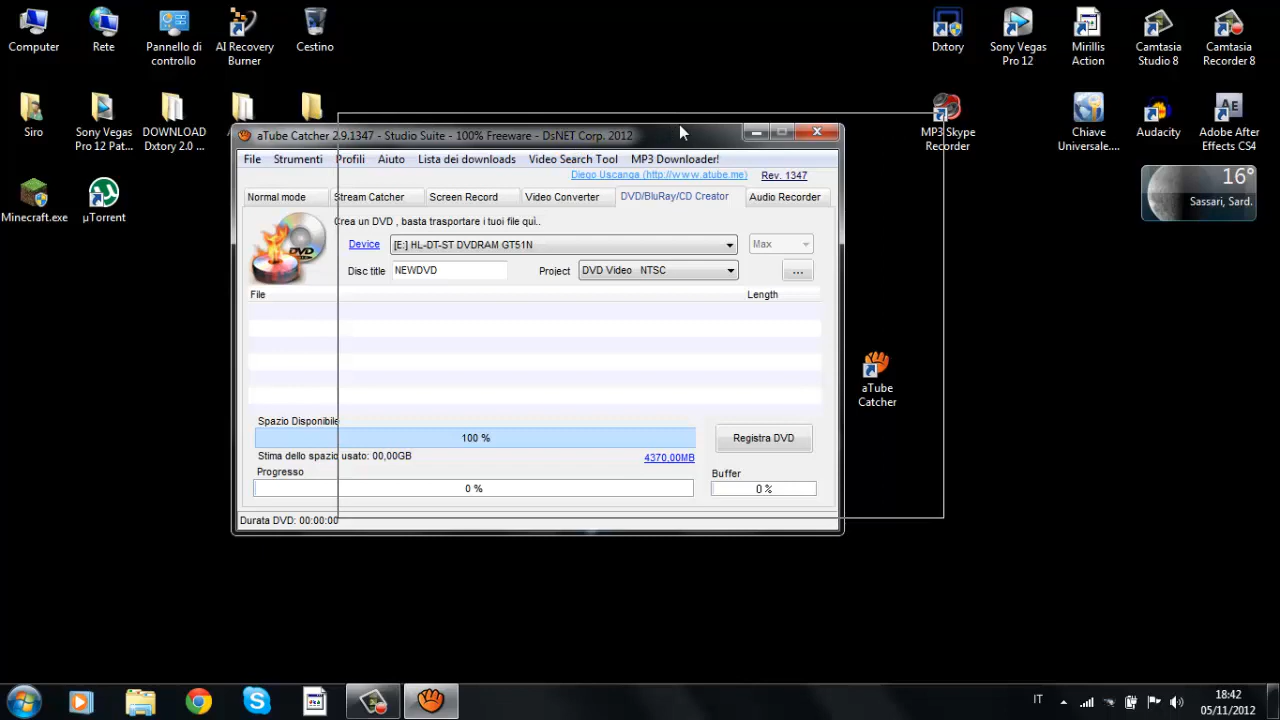 Computer
Rete
Pannello di
controllo
AI Recovery
Burner
Cestino
Dxtory
Sony Vegas
Pro 12
Mirillis
Action
Camtasia
Studio 8
Camtasia
Recorder 8
Siro
Sony Vegas
Pro 12 Pat...
DOWNLOAD
Dxtory 2.0 ...
MP3 Skype
Recorder
Chiave
Universale....
Audacity
Adobe After
Effects CS4
Minecraft.exe
µTorrent
16°
Sassari, Sard.
aTube Catcher 2.9.1347 - Studio Suite - 100% Freeware - DsNET Corp. 2012
File Strumenti Profili Aiuto Lista dei downloads Video Search Tool MP3 Downloader!
Diego Uscanga (http://www.atube.me) Rev. 1347
Normal mode Stream Catcher Screen Record Video Converter DVD/BluRay/CD Creator Audio Recorder
Crea un DVD , basta trasportare i tuoi file quì..
Device [E:] HL-DT-ST DVDRAM GT51N Max
Disc title NEWDVD Project DVD Video NTSC ...
File Length
Spazio Disponibile
100 %
Registra DVD
Stima dello spazio usato: 00,00GB 4370,00MB
Progresso Buffer
0 % 0 %
Durata DVD: 00:00:00
aTube
Catcher
IT
18:42
05/11/2012